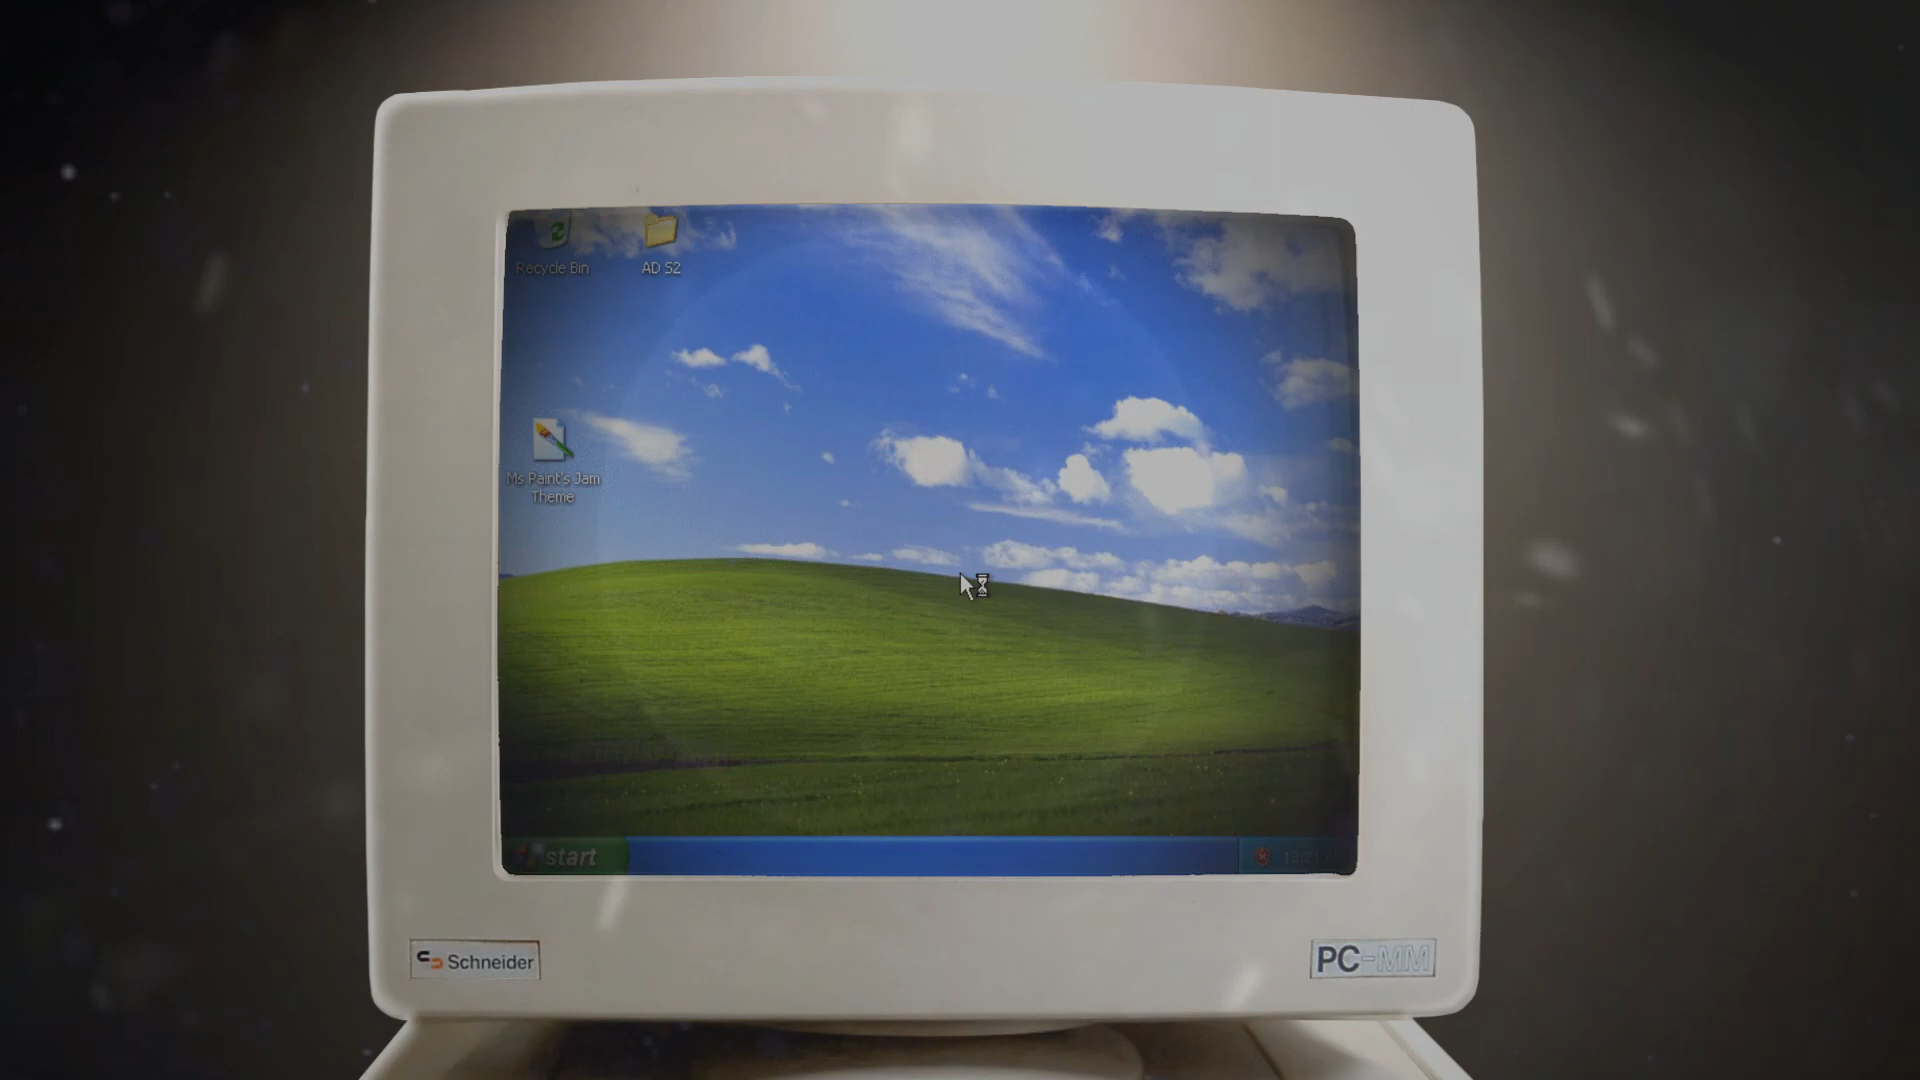 Recycle Bin
AD S2
Ms Paint's Jam
Theme
start
Schneider
PC-MM